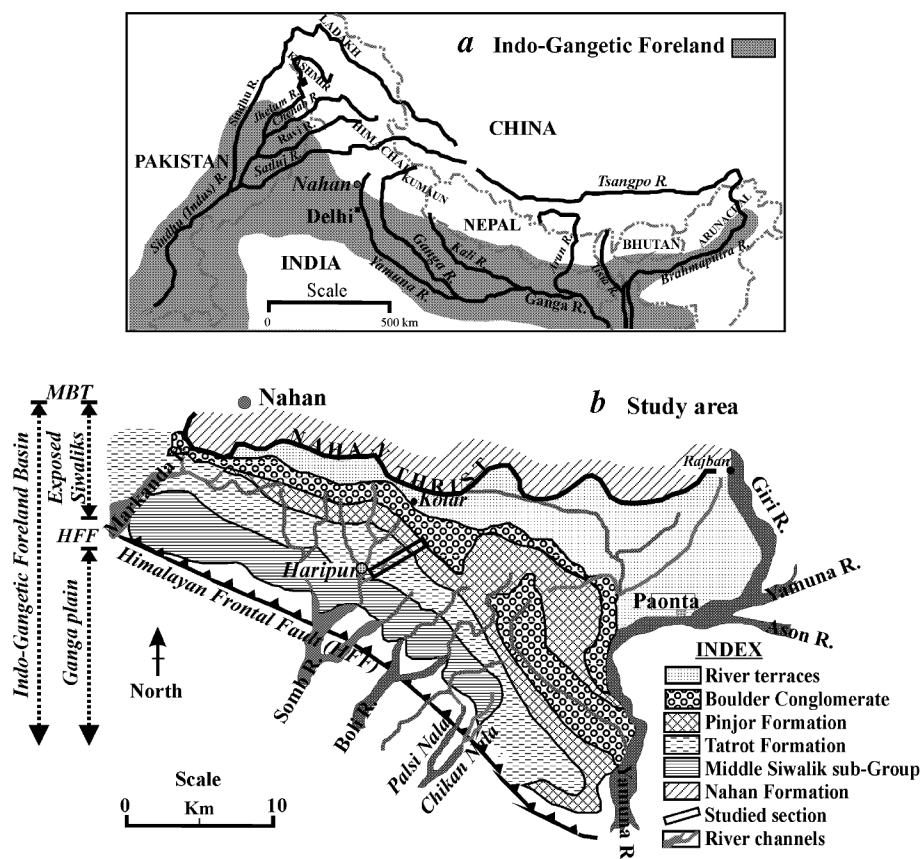 a Indo-Gangetic Foreland
LADAKH
KASHMIR
Sindhu R.
Jhelum R.
Chenab R.
Ravi R.
Satluj R.
HIMACHAL
CHINA
PAKISTAN
Nahan
KUMAUN
Tsangpo R.
Delhi
NEPAL
BHUTAN
ARUNACHAL
Sindhu (Indus) R.
INDIA
Ganga R.
Kali R.
Yamuna R.
Brahmaputra R.
Ganga R.
Scale
0 500 km
MBT
Nahan
b Study area
Indo-Gangetic Foreland Basin
Exposed
Siwaliks
HFF
Ganga plain
NAHAN THRUST
Markanda
Kolar
Rajban
Giri R.
Haripur
Himalayan Frontal Fault (HFF)
Paonta
Yamuna R.
Ason R.
North
Somb R.
Palsi Nala
Chikan Nala
Yamuna R.
INDEX
River terraces
Boulder Conglomerate
Pinjor Formation
Tatrot Formation
Middle Siwalik sub-Group
Nahan Formation
Studied section
River channels
Scale
0 Km 10